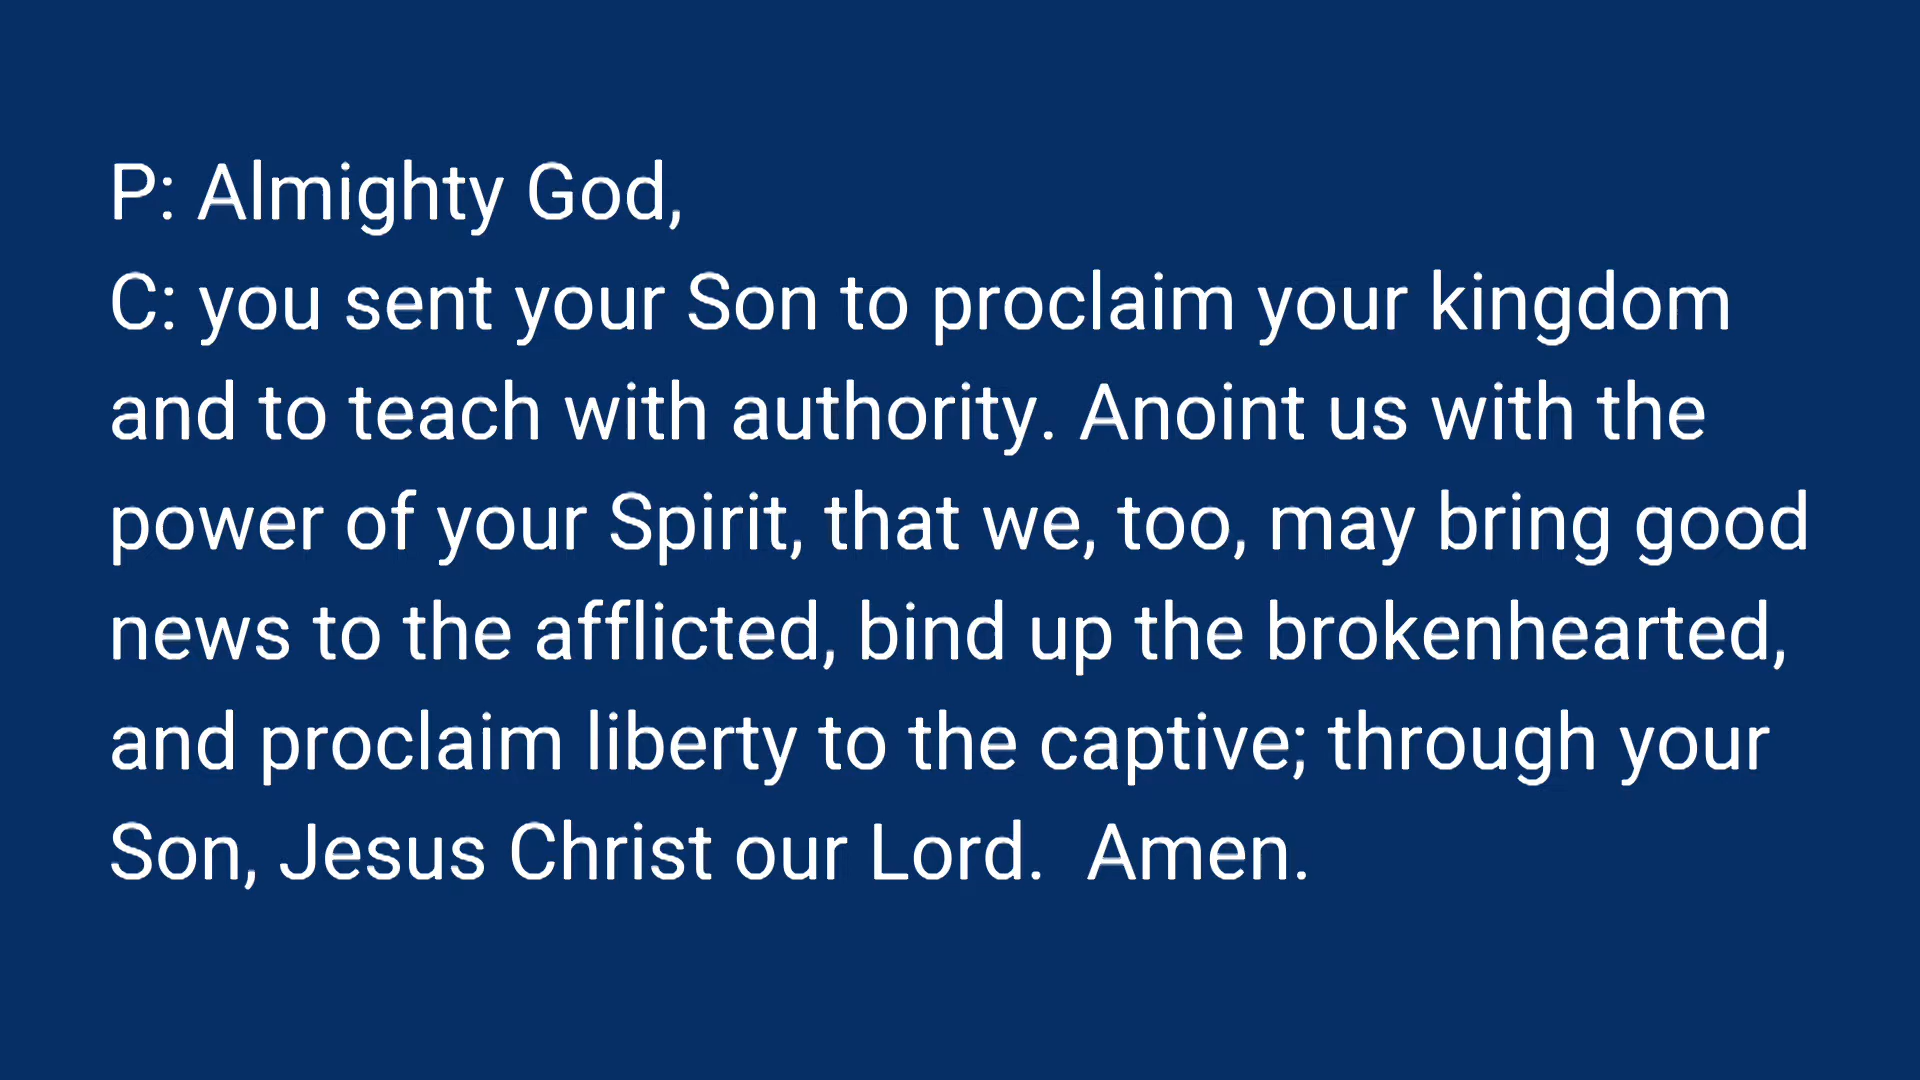 P: Almighty God,
C: you sent your Son to proclaim your kingdom
and to teach with authority. Anoint us with the
power of your Spirit, that we, too, may bring good
news to the afflicted, bind up the brokenhearted,
and proclaim liberty to the captive; through your
Son, Jesus Christ our Lord.  Amen.